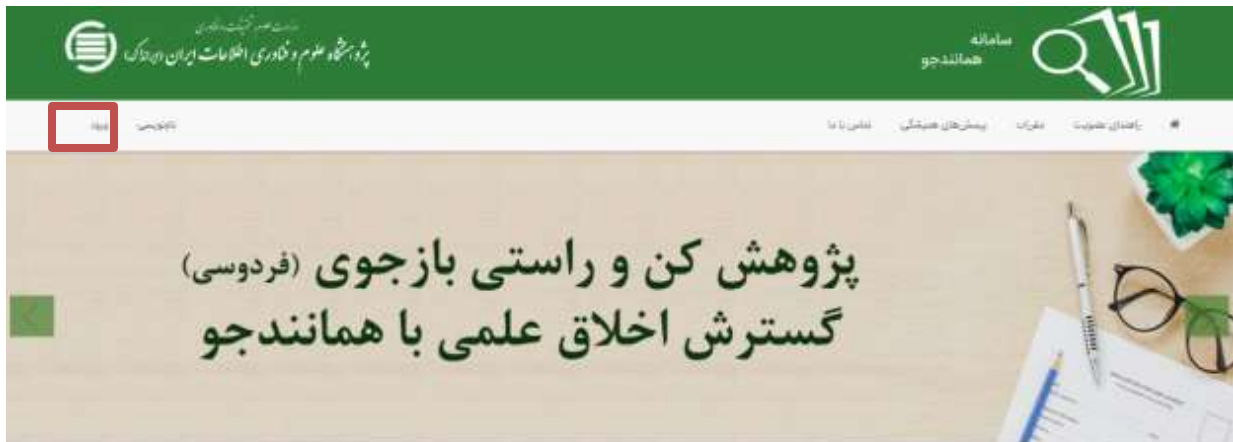 سامانه
همانندجو
پژوهشگاه علوم و فناوری اطلاعات ایران (ایرانداک)
راهنمای عضویت
مقررات
پرسش‌های همیشگی
تماس با ما
نام‌نویسی
ورود
پژوهش کن و راستی بازجوی (فردوسی)
گسترش اخلاق علمی با همانندجو